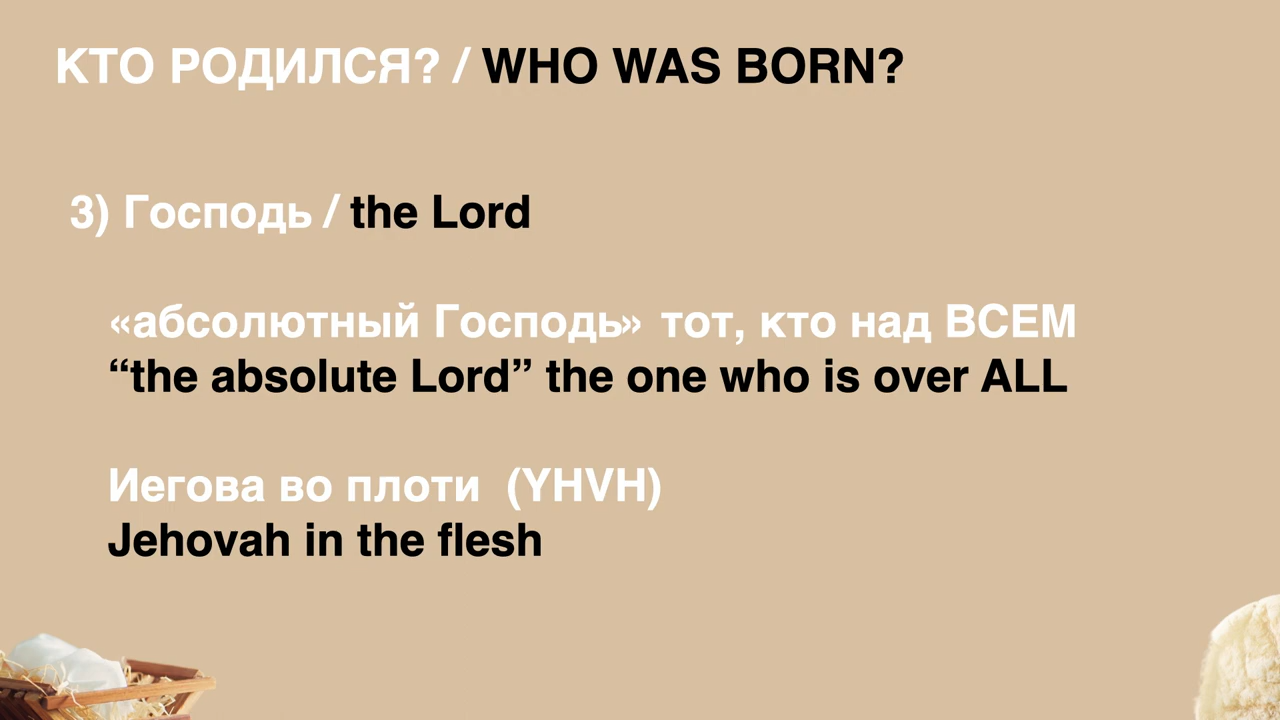 КТО РОДИЛСЯ? / WHO WAS BORN?
3) Господь / the Lord
«абсолютный Господь» тот, кто над ВСЕМ
“the absolute Lord” the one who is over ALL
Иегова во плоти (YHVH)
Jehovah in the flesh